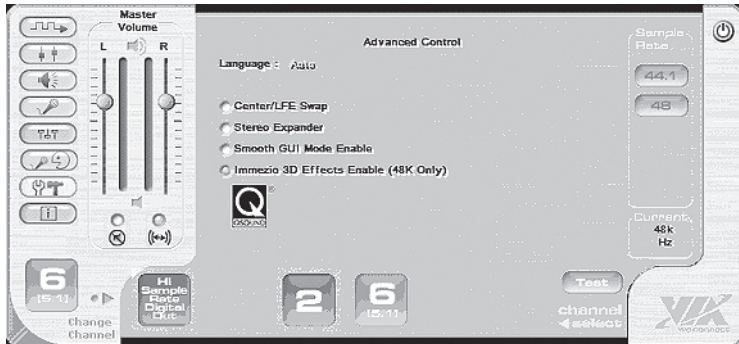 Master
Volume
L R
Advanced Control
Language : Auto
Center/LFE Swap
Stereo Expander
Smooth GUI Mode Enable
Immezio 3D Effects Enable (48K Only)
Q
®
QSOUND
Sample
Rate
44.1
48
Current
48k
Hz
6
(5.1)
Change
Channel
Hi
Sample
Rate
Digital
Out
2
6
(5.1)
Test
channel
select
VIA